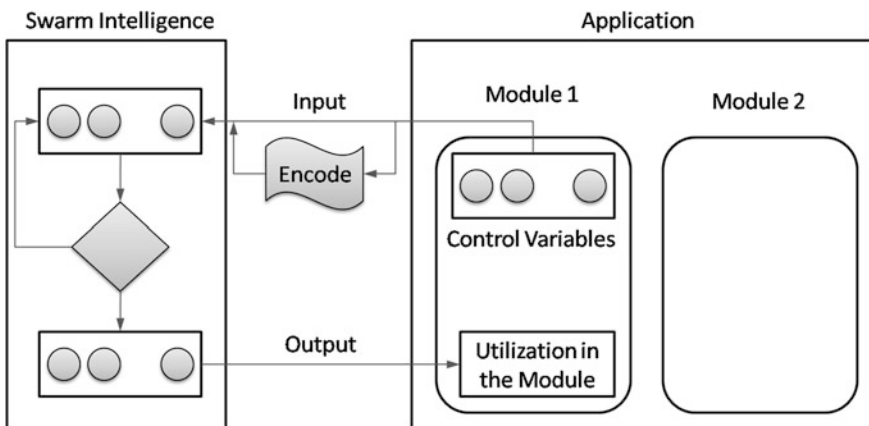 Swarm Intelligence
Application
Input
Module 1
Module 2
Encode
Control Variables
Output
Utilization in
the Module